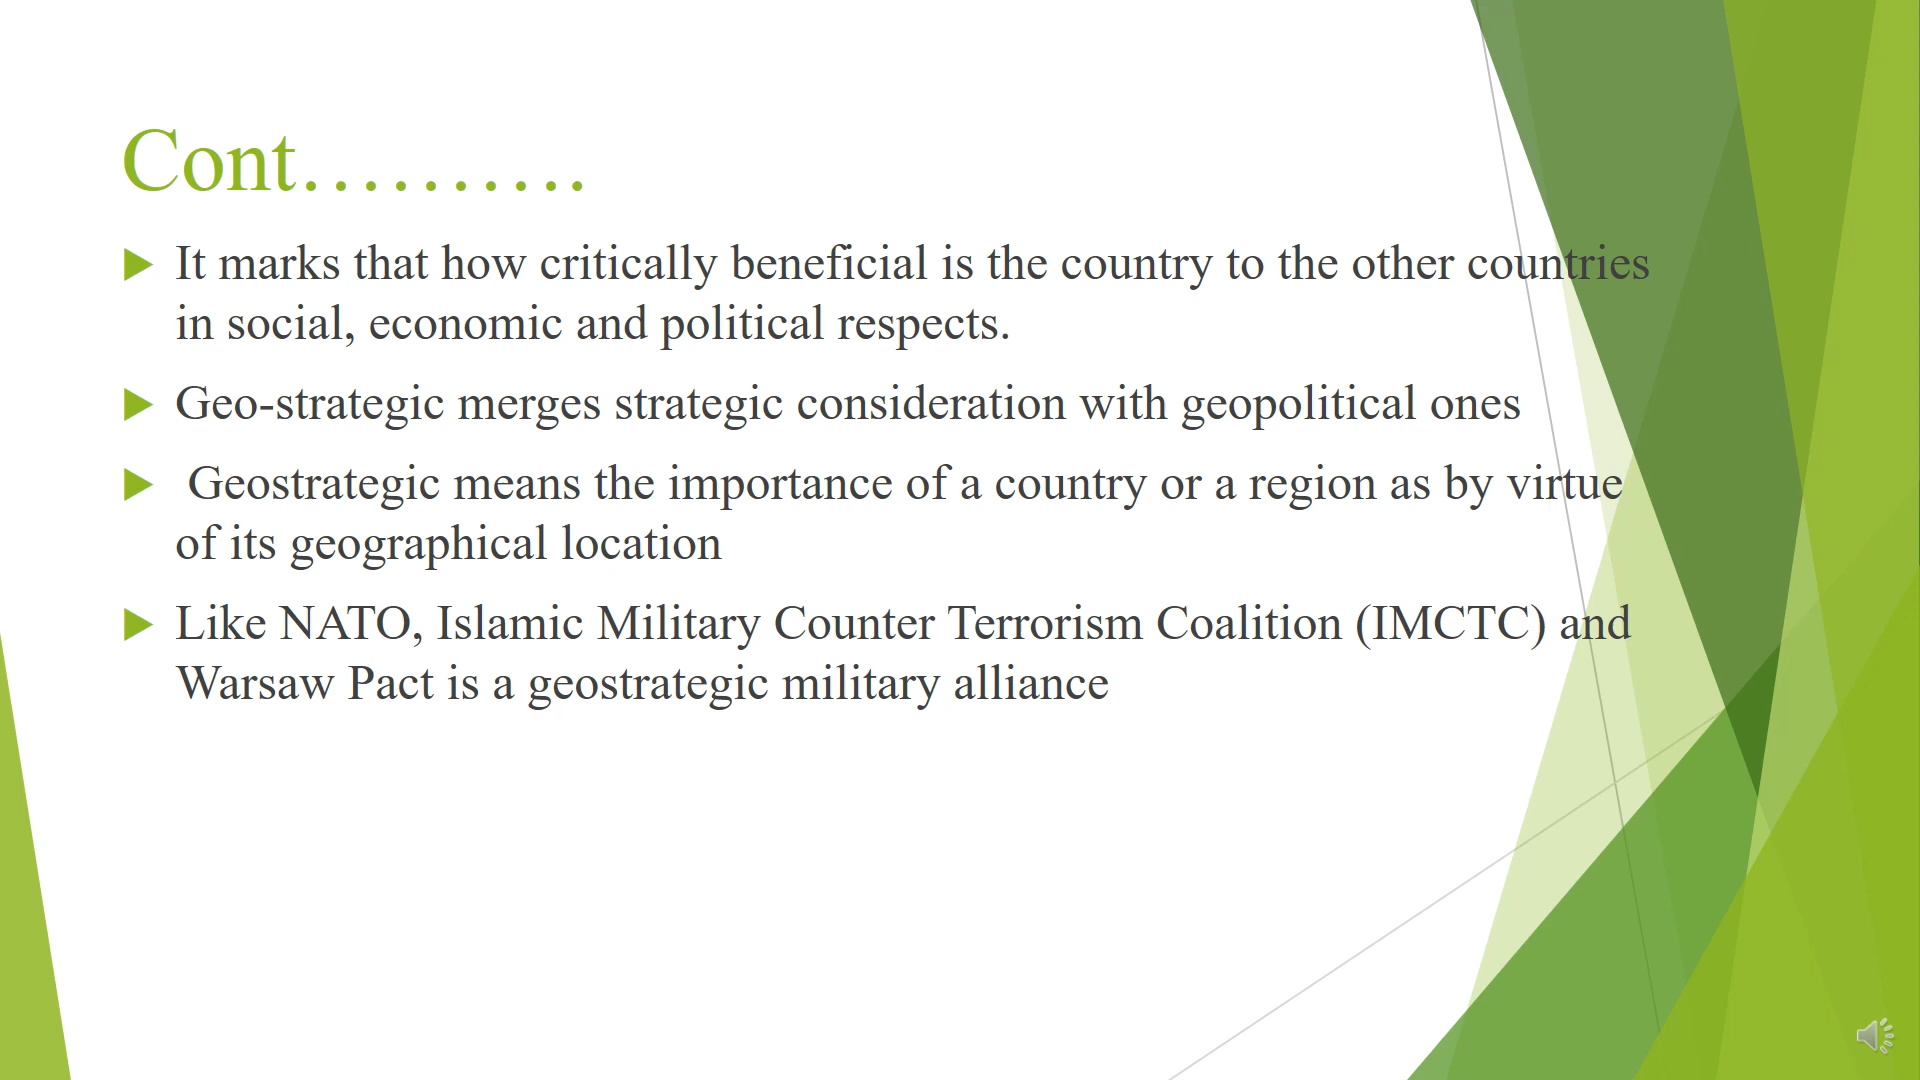 Cont……….
It marks that how critically beneficial is the country to the other countries
in social, economic and political respects.
Geo-strategic merges strategic consideration with geopolitical ones
Geostrategic means the importance of a country or a region as by virtue
of its geographical location
Like NATO, Islamic Military Counter Terrorism Coalition (IMCTC) and
Warsaw Pact is a geostrategic military alliance